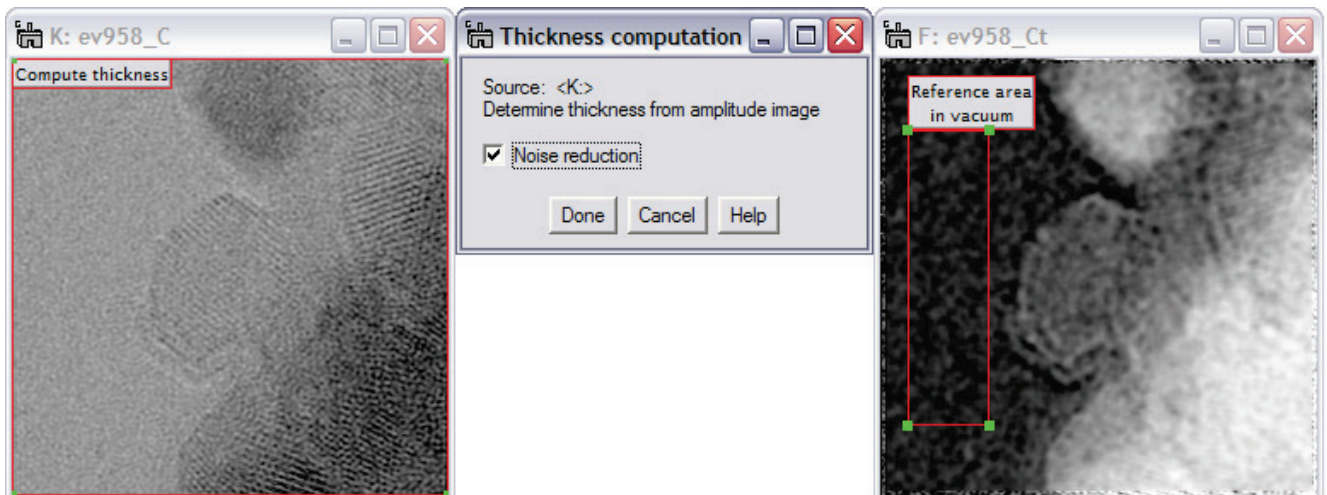 K: ev958_C
Compute thickness
Thickness computation
Source: <K:>
Determine thickness from amplitude image
Noise reduction
Done Cancel Help
F: ev958_Ct
Reference area
in vacuum